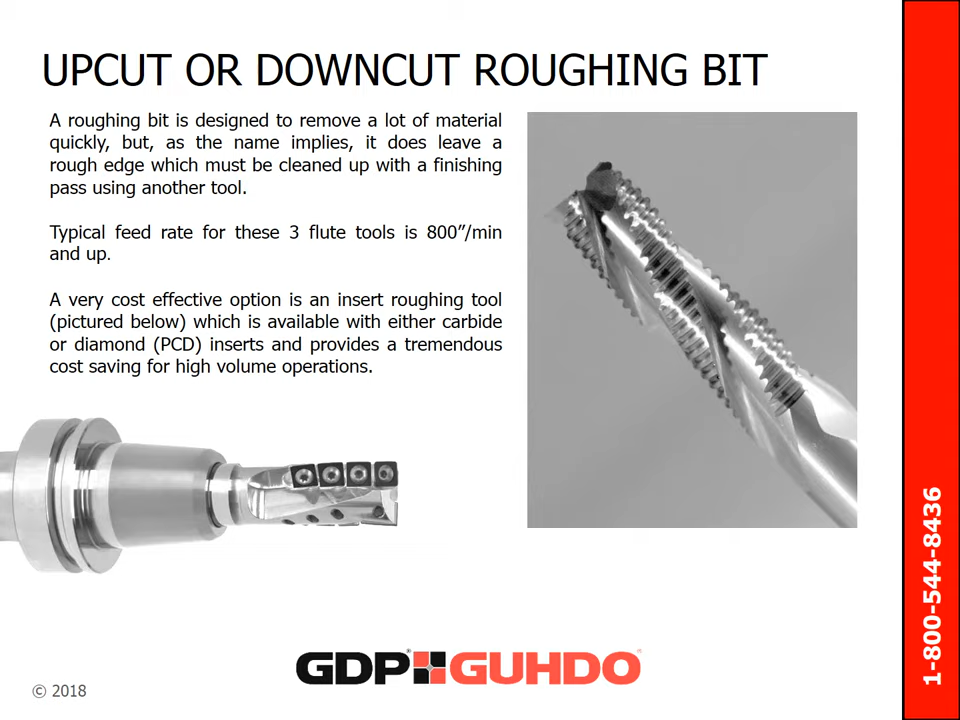 UPCUT OR DOWNCUT ROUGHING BIT
A roughing bit is designed to remove a lot of material
quickly, but, as the name implies, it does leave a
rough edge which must be cleaned up with a finishing
pass using another tool.
Typical feed rate for these 3 flute tools is 800”/min
and up.
A very cost effective option is an insert roughing tool
(pictured below) which is available with either carbide
or diamond (PCD) inserts and provides a tremendous
cost saving for high volume operations.
1-800-544-8436
GDP® GUHDO®
© 2018